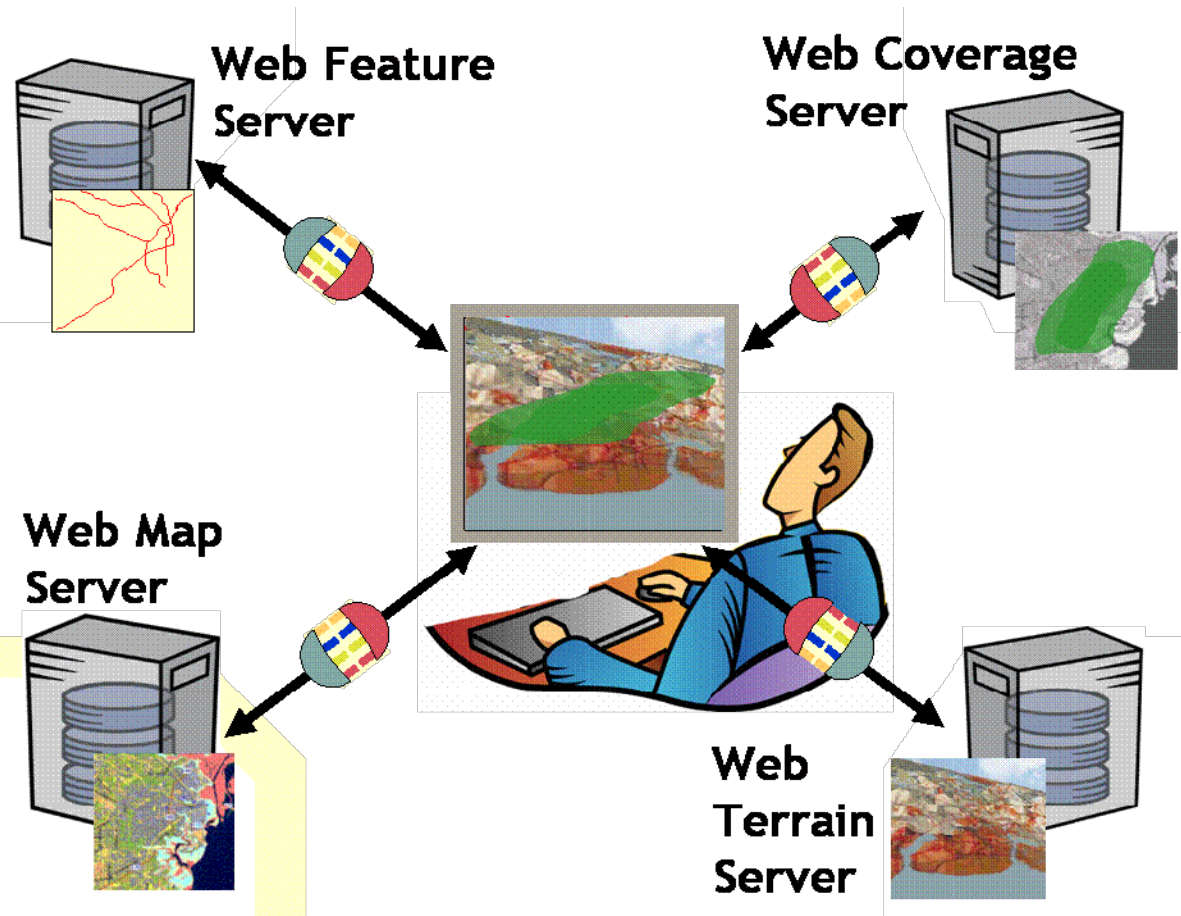 Web Feature
Server
Web Coverage
Server
Web Map
Server
Web
Terrain
Server